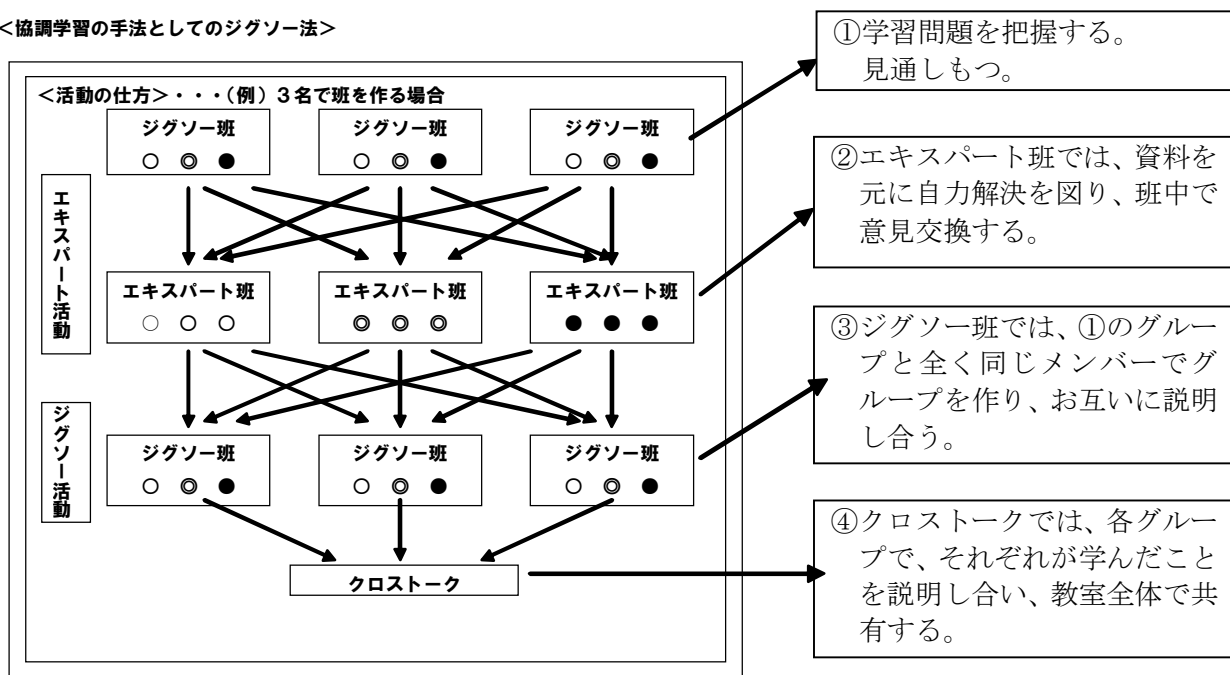 <協調学習の手法としてのジグソー法>
<活動の仕方>・・・(例)3名で班を作る場合
ジグソー班
ジグソー班
ジグソー班
○ ◎ ●
○ ◎ ●
○ ◎ ●
エキスパート活動
エキスパート班
エキスパート班
エキスパート班
○ ○ ○
◎ ◎ ◎
● ● ●
ジグソー活動
ジグソー班
ジグソー班
ジグソー班
○ ◎ ●
○ ◎ ●
○ ◎ ●
クロストーク
①学習問題を把握する。
見通しもつ。
②エキスパート班では、資料を
元に自力解決を図り、班中で
意見交換する。
③ジグソー班では、①のグルー
プと全く同じメンバーでグ
ループを作り、お互いに説明
し合う。
④クロストークでは、各グルー
プで、それぞれが学んだこと
を説明し合い、教室全体で共
有する。